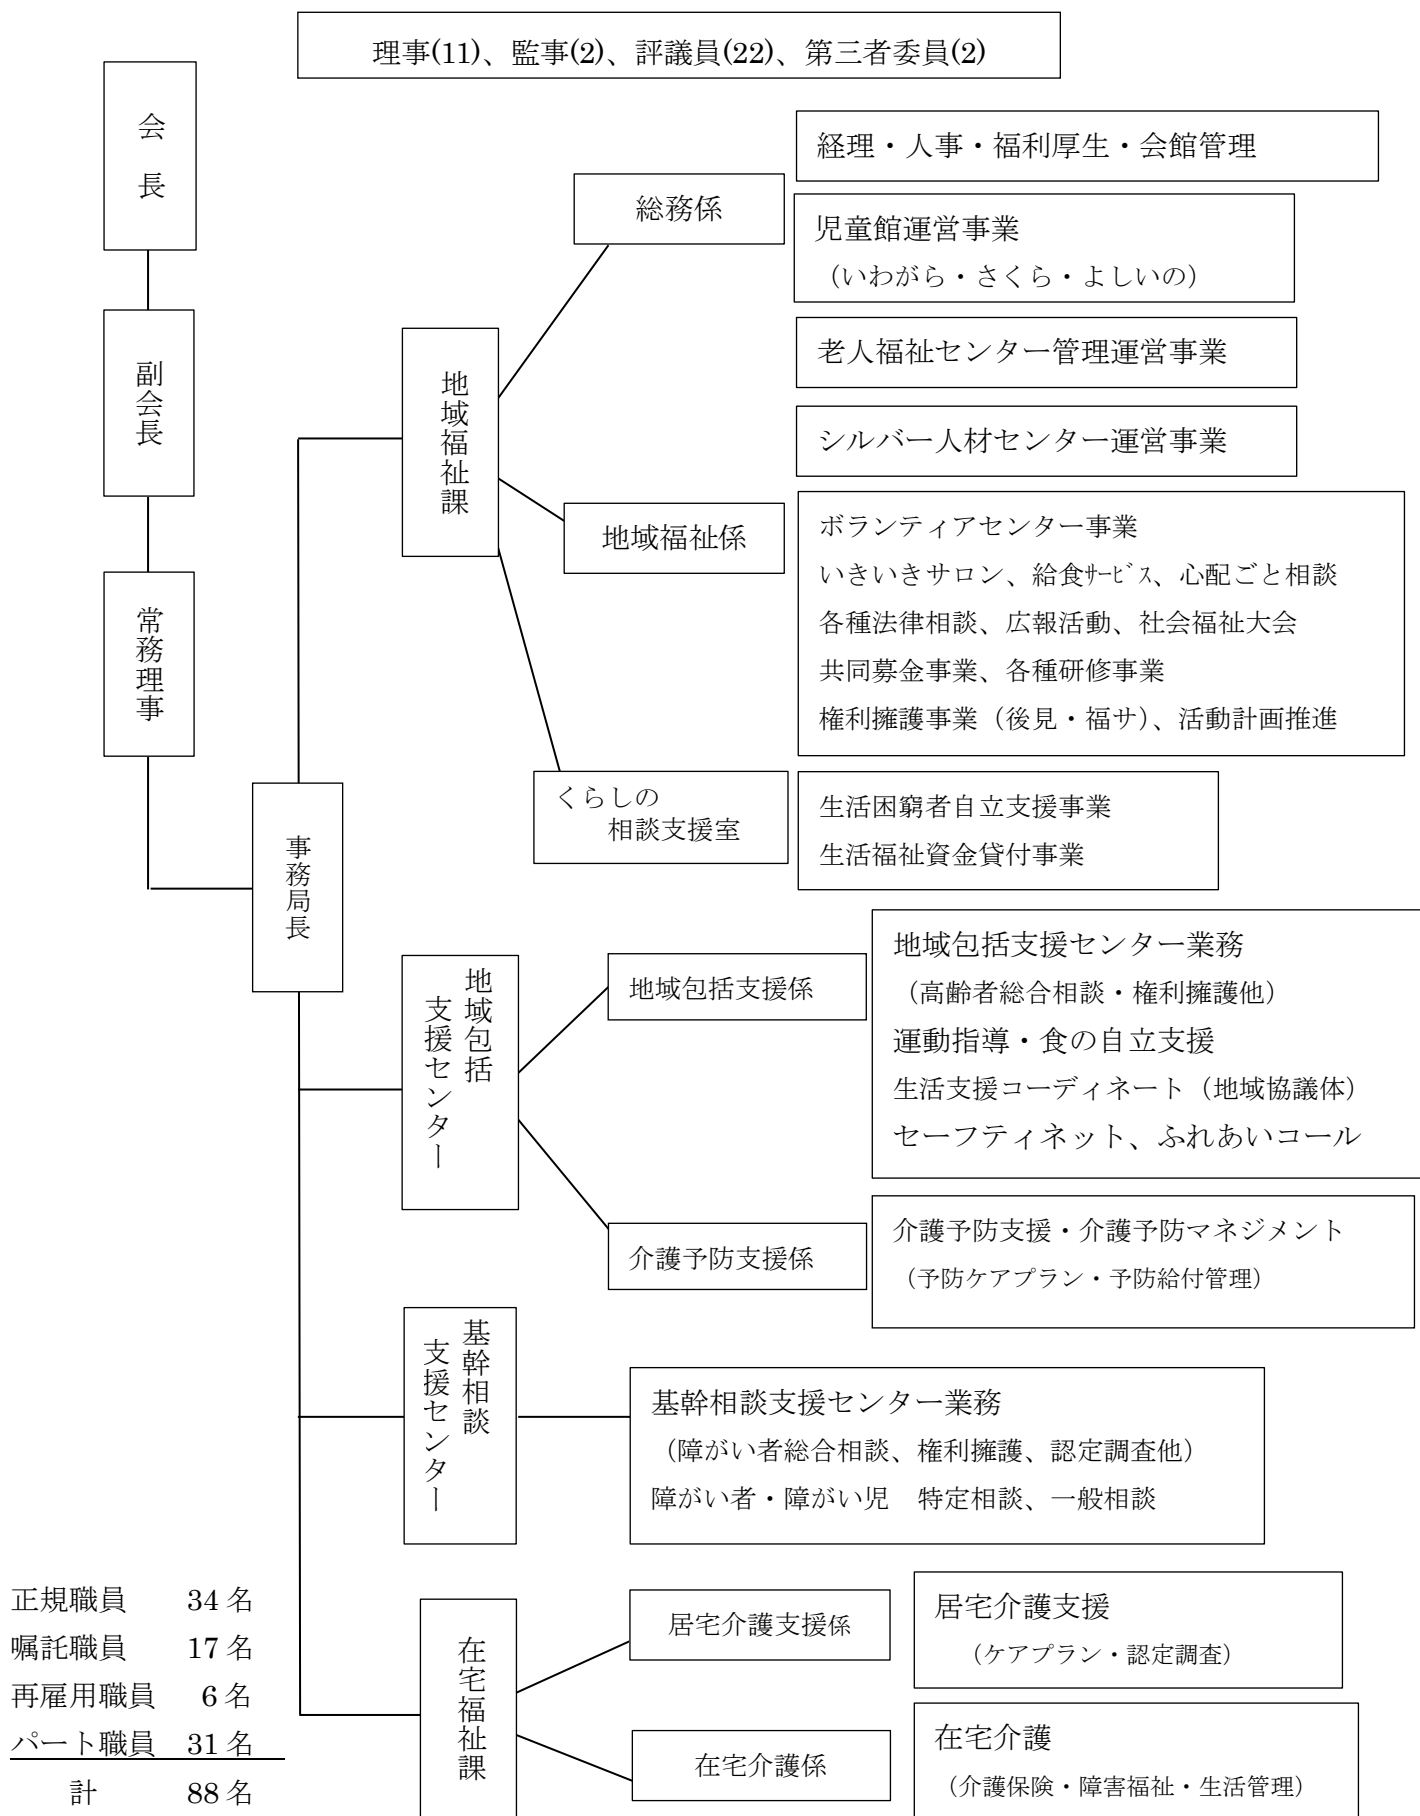 理事(11)、監事(2)、評議員(22)、第三者委員(2)
会長
副会長
常務理事
事務局長
地域福祉課
総務係
経理・人事・福利厚生・会館管理
児童館運営事業
(いわがら・さくら・よしいの)
老人福祉センター管理運営事業
シルバー人材センター運営事業
地域福祉係
ボランティアセンター事業
いきいきサロン、給食ｻｰﾋﾞｽ、心配ごと相談
各種法律相談、広報活動、社会福祉大会
共同募金事業、各種研修事業
権利擁護事業（後見・福サ）、活動計画推進
くらしの
相談支援室
生活困窮者自立支援事業
生活福祉資金貸付事業
地域包括
支援センター
地域包括支援係
地域包括支援センター業務
（高齢者総合相談・権利擁護他）
運動指導・食の自立支援
生活支援コーディネート（地域協議体）
セーフティネット、ふれあいコール
介護予防支援係
介護予防支援・介護予防マネジメント
（予防ケアプラン・予防給付管理）
基幹相談
支援センター
基幹相談支援センター業務
（障がい者総合相談、権利擁護、認定調査他）
障がい者・障がい児　特定相談、一般相談
在宅福祉課
居宅介護支援係
居宅介護支援
（ケアプラン・認定調査）
在宅介護係
在宅介護
（介護保険・障害福祉・生活管理）
正規職員　34 名
嘱託職員　17 名
再雇用職員　6 名
パート職員　31 名
計　88 名